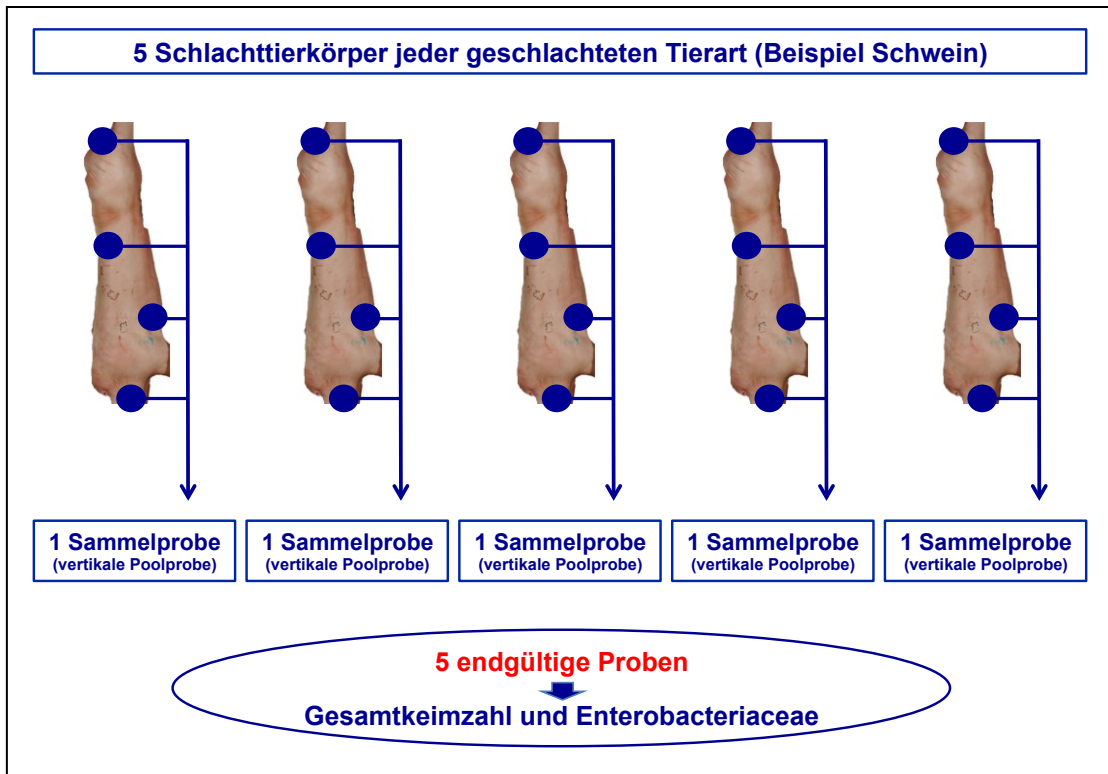 5 Schlachttierkörper jeder geschlachteten Tierart (Beispiel Schwein)
1 Sammelprobe
(vertikale Poolprobe)
1 Sammelprobe
(vertikale Poolprobe)
1 Sammelprobe
(vertikale Poolprobe)
1 Sammelprobe
(vertikale Poolprobe)
1 Sammelprobe
(vertikale Poolprobe)
5 endgültige Proben
Gesamtkeimzahl und Enterobacteriaceae